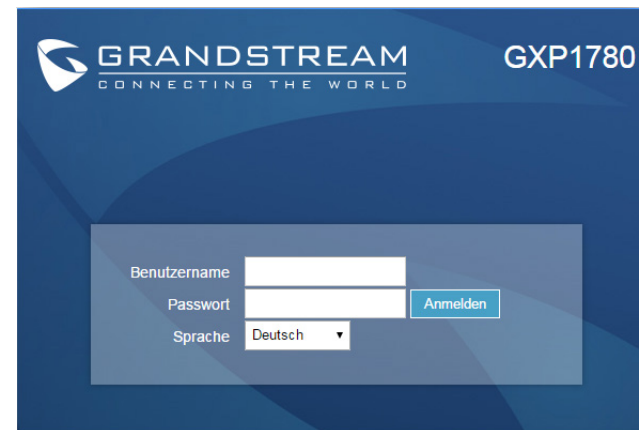 GRANDSTREAM
CONNECTING THE WORLD
GXP1780
Benutzername
Passwort
Anmelden
Sprache
Deutsch